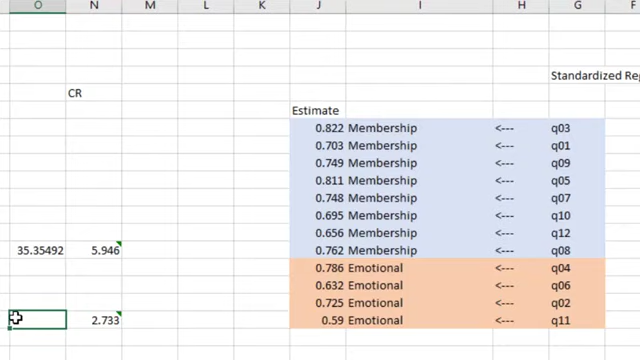 O N M L K J I H G F
Standardized Reg
CR
Estimate
0.822 Membership <--- q03
0.703 Membership <--- q01
0.749 Membership <--- q09
0.811 Membership <--- q05
0.748 Membership <--- q07
0.695 Membership <--- q10
0.656 Membership <--- q12
35.35492 5.946 0.762 Membership <--- q08
0.786 Emotional <--- q04
0.632 Emotional <--- q06
0.725 Emotional <--- q02
2.733 0.59 Emotional <--- q11